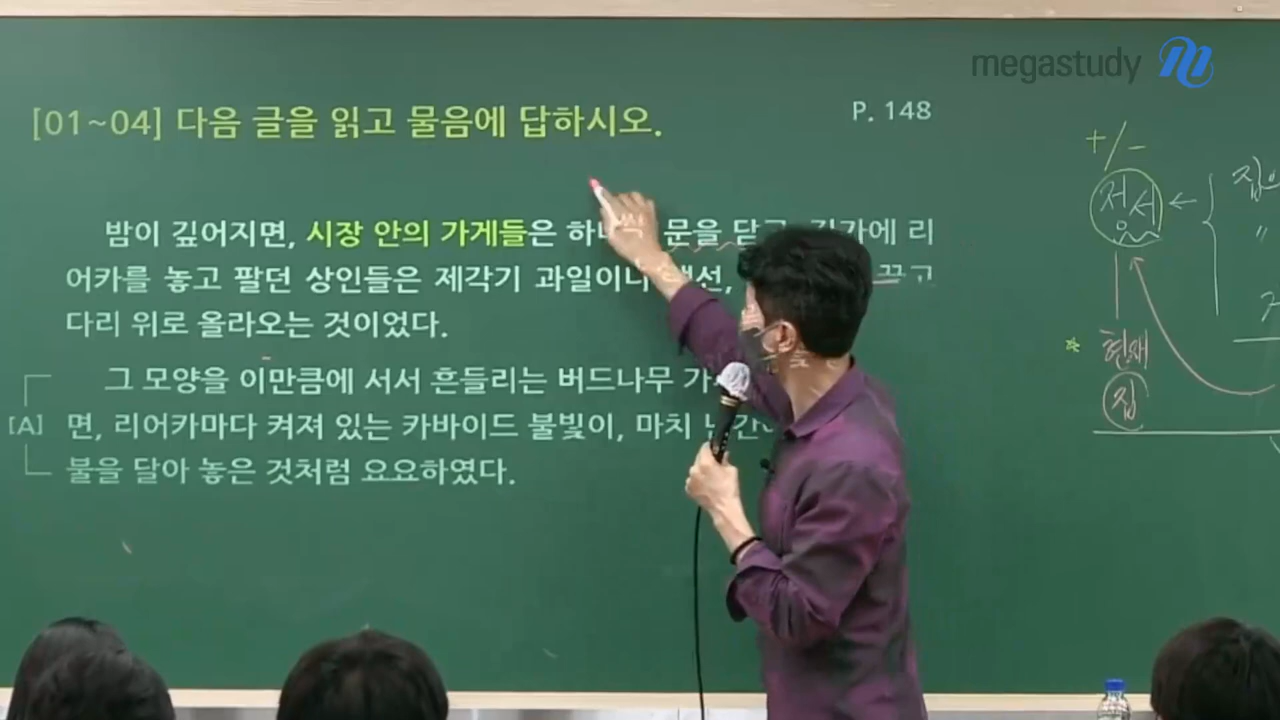 megastudy
[01~04] 다음 글을 읽고 물음에 답하시오.
P. 148
밤이 깊어지면, 시장 안의 가게들은 하나씩 문을 닫고 길가에 리
어카를 놓고 팔던 상인들은 제각기 과일이나 끄고
다리 위로 올라오는 것이었다.
그 모양을 이만큼에 서서 흔들리는 버드나무
[A] 면, 리어카마다 켜져 있는 카바이드 불빛이, 마치
불을 달아 놓은 것처럼 요요하였다.
+/-
정서 ← 집
〃
* 현재
집